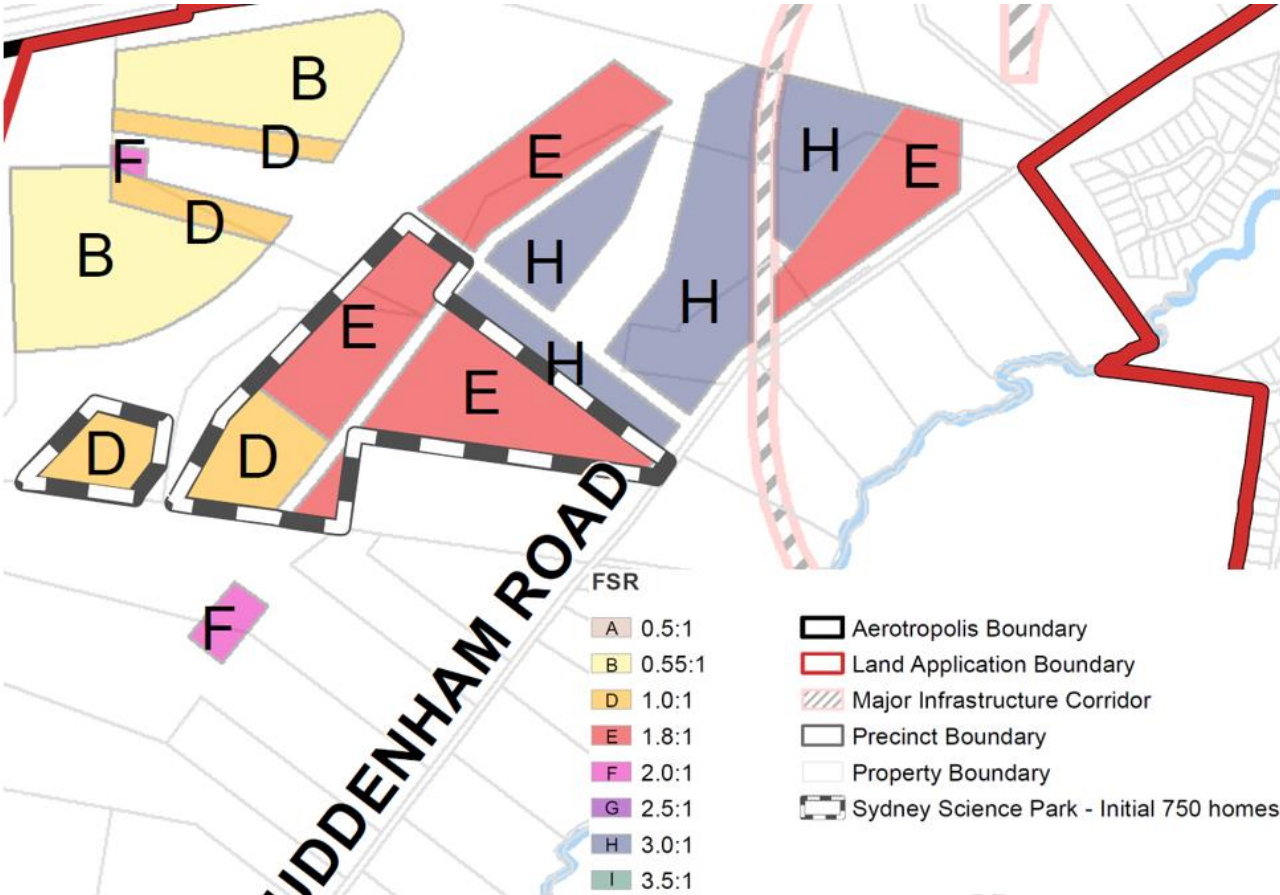 B
D
F
D
B
E
H
E
H
E
H
H
E
D
D
F
UDDENHAM ROAD
FSR
A 0.5:1
B 0.55:1
D 1.0:1
E 1.8:1
F 2.0:1
G 2.5:1
H 3.0:1
I 3.5:1
Aerotropolis Boundary
Land Application Boundary
Major Infrastructure Corridor
Precinct Boundary
Property Boundary
Sydney Science Park - Initial 750 homes